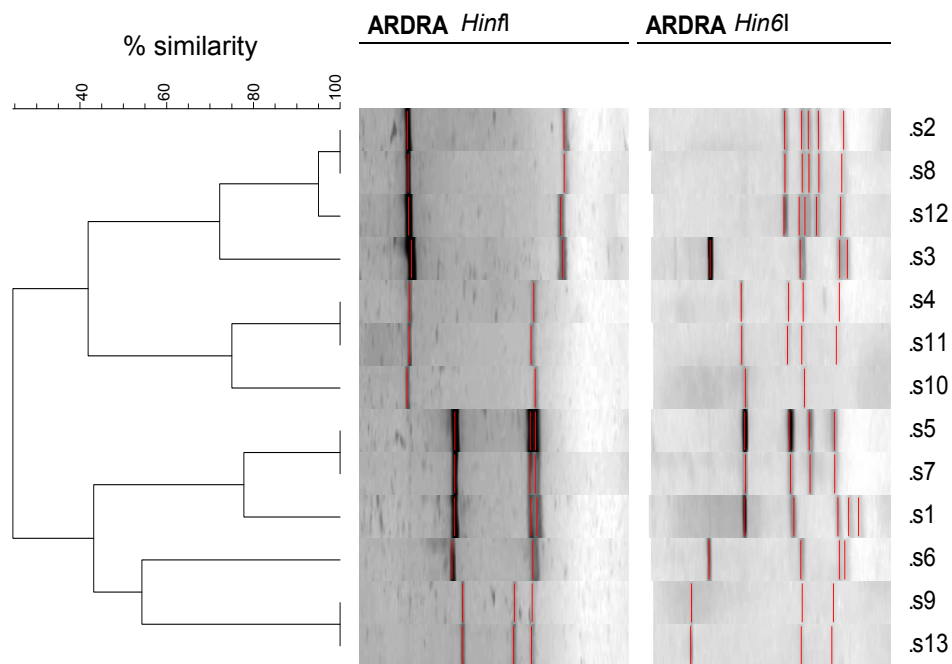 ARDRA HinfI ARDRA Hin6I
% similarity
40 60 80 100
.s2
.s8
.s12
.s3
.s4
.s11
.s10
.s5
.s7
.s1
.s6
.s9
.s13